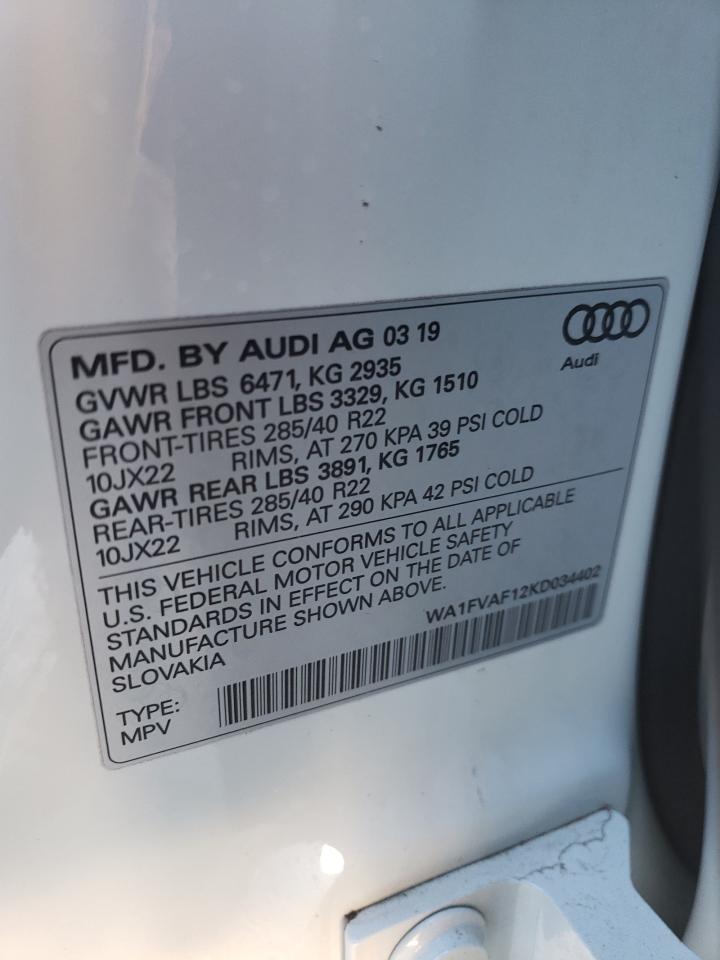 MFD. BY AUDI AG 03 19
Audi
GVWR LBS 6471, KG 2935
GAWR FRONT LBS 3329, KG 1510
FRONT-TIRES 285/40 R22
10JX22 RIMS, AT 270 KPA 39 PSI COLD
GAWR REAR LBS 3891, KG 1765
REAR-TIRES 285/40 R22
10JX22 RIMS, AT 290 KPA 42 PSI COLD
THIS VEHICLE CONFORMS TO ALL APPLICABLE
U.S. FEDERAL MOTOR VEHICLE SAFETY
STANDARDS IN EFFECT ON THE DATE OF
MANUFACTURE SHOWN ABOVE.
SLOVAKIA
WA1FVAF12KD034402
TYPE:
MPV